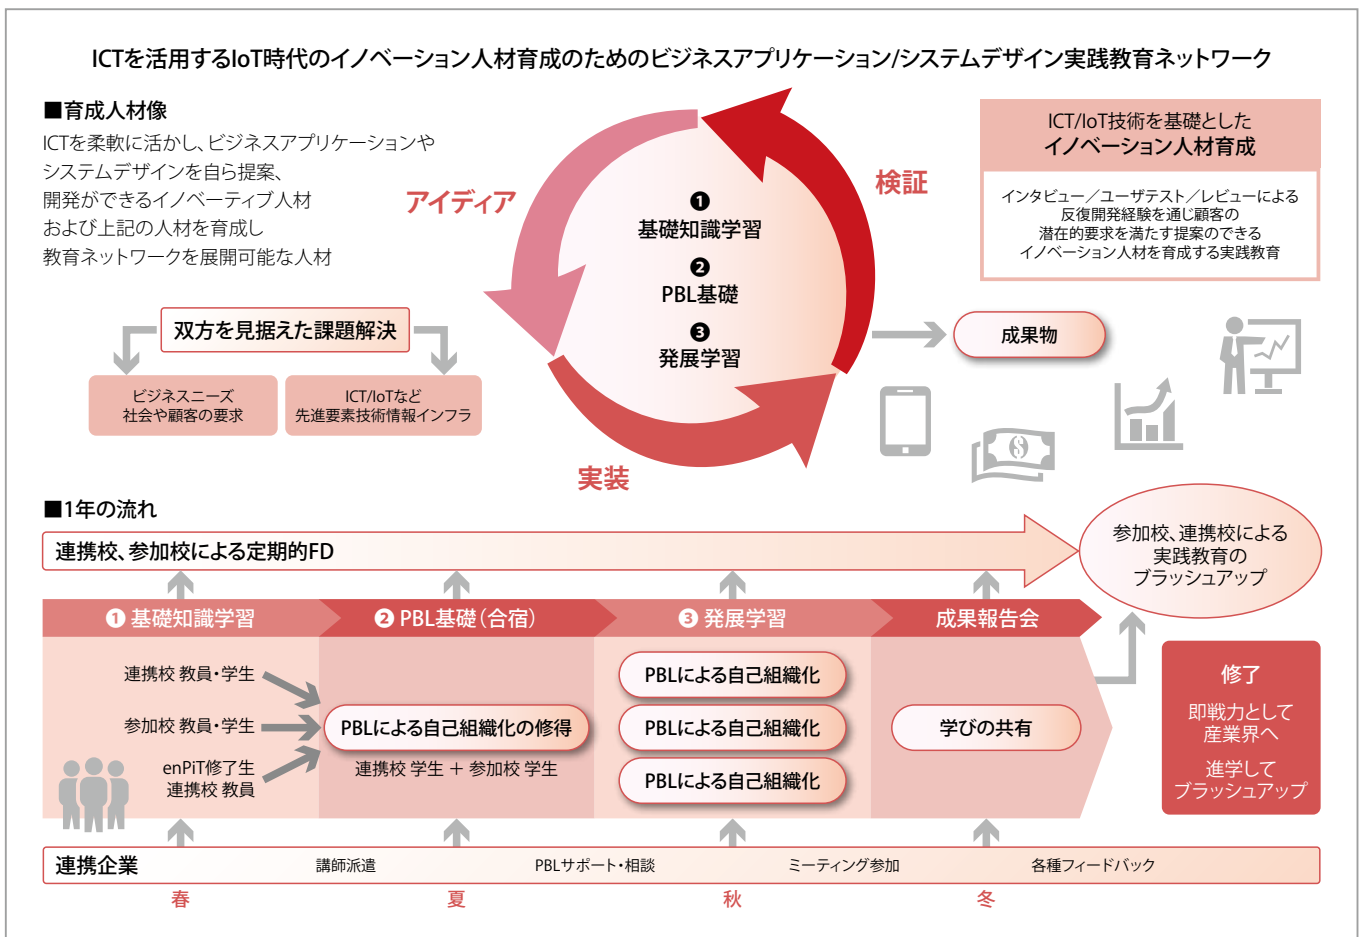 ICTを活用するIoT時代のイノベーション人材育成のためのビジネスアプリケーション/システムデザイン実践教育ネットワーク
■育成人材像
ICTを柔軟に活かし、ビジネスアプリケーションや
システムデザインを自ら提案、
開発ができるイノベーティブ人材
および上記の人材を育成し
教育ネットワークを展開可能な人材
双方を見据えた課題解決
ビジネスニーズ
社会や顧客の要求
ICT/IoTなど
先進要素技術情報インフラ
アイディア
検証
実装
❶
基礎知識学習
❷
PBL基礎
❸
発展学習
ICT/IoT技術を基礎とした
イノベーション人材育成
インタビュー／ユーザテスト／レビューによる
反復開発経験を通じ顧客の
潜在的要求を満たす提案のできる
イノベーション人材を育成する実践教育
成果物
$
■1年の流れ
連携校、参加校による定期的FD
参加校、連携校による
実践教育の
ブラッシュアップ
❶ 基礎知識学習
❷ PBL基礎（合宿）
❸ 発展学習
成果報告会
連携校 教員・学生
参加校 教員・学生
enPiT修了生
連携校 教員
PBLによる自己組織化の修得
連携校 学生 ＋ 参加校 学生
PBLによる自己組織化
PBLによる自己組織化
PBLによる自己組織化
学びの共有
修了
即戦力として
産業界へ
進学して
ブラッシュアップ
連携企業
講師派遣
PBLサポート・相談
ミーティング参加
各種フィードバック
春
夏
秋
冬